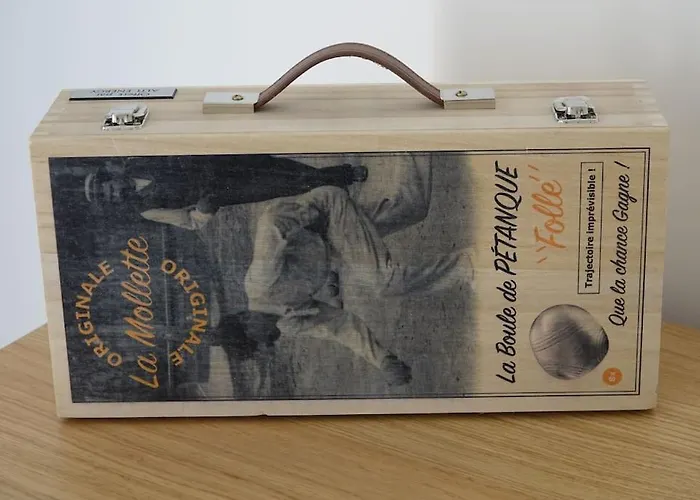 ORIGINALE
La Mollette
ORIGINALE
La Boule de PÉTANQUE
"Folle"
Trajectoire imprévisible !
Que la chance Gagne !